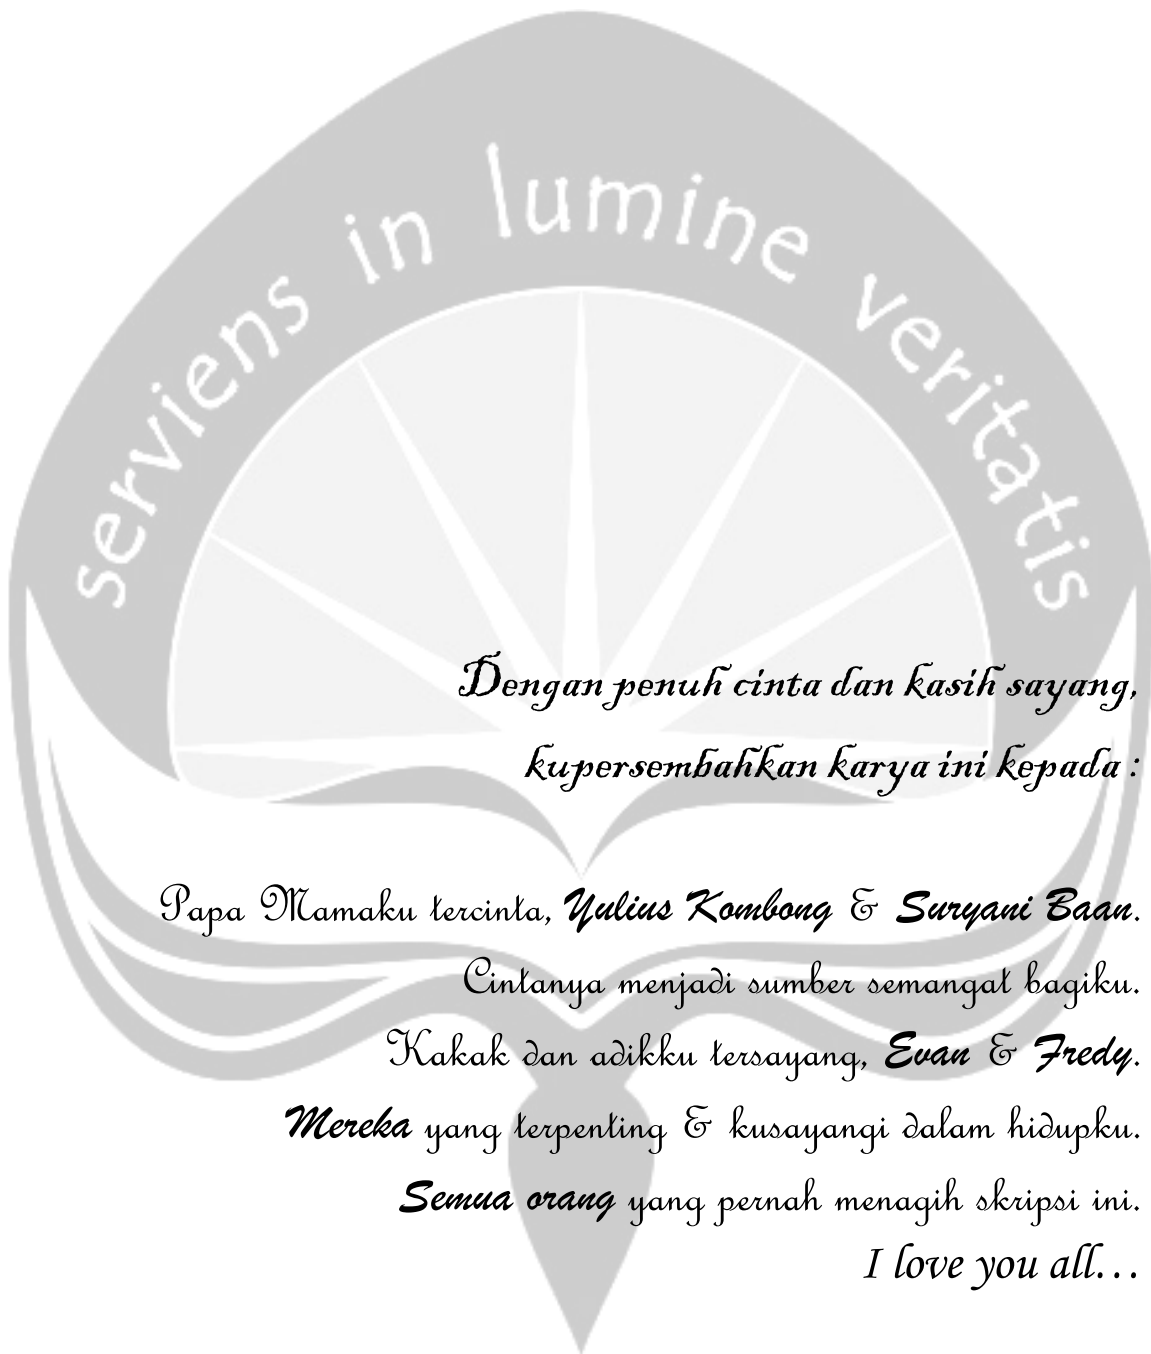 serviens in lumine veritatis
Dengan penuh cinta dan kasih sayang,
kupersembahkan karya ini kepada :
Papa Mamaku tercinta, Yulius Kombong & Suryani Baan.
Cintanya menjadi sumber semangat bagiku.
Kakak dan adikku tersayang, Evan & Fredy.
Mereka yang terpenting & kusayangi dalam hidupku.
Semua orang yang pernah menagih skripsi ini.
I love you all...